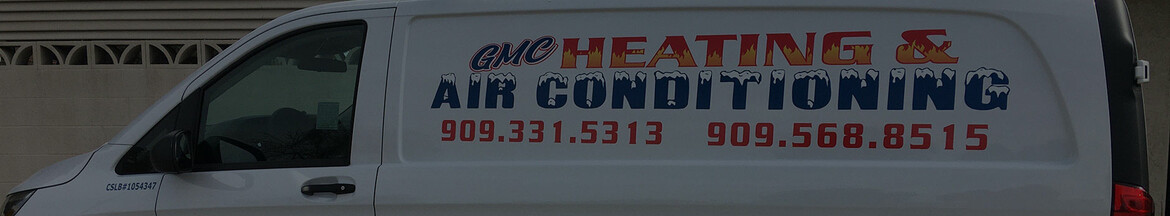 GMC HEATING &
AIR CONDITIONING
909.331.5313 909.568.8515
CSLB#1054347